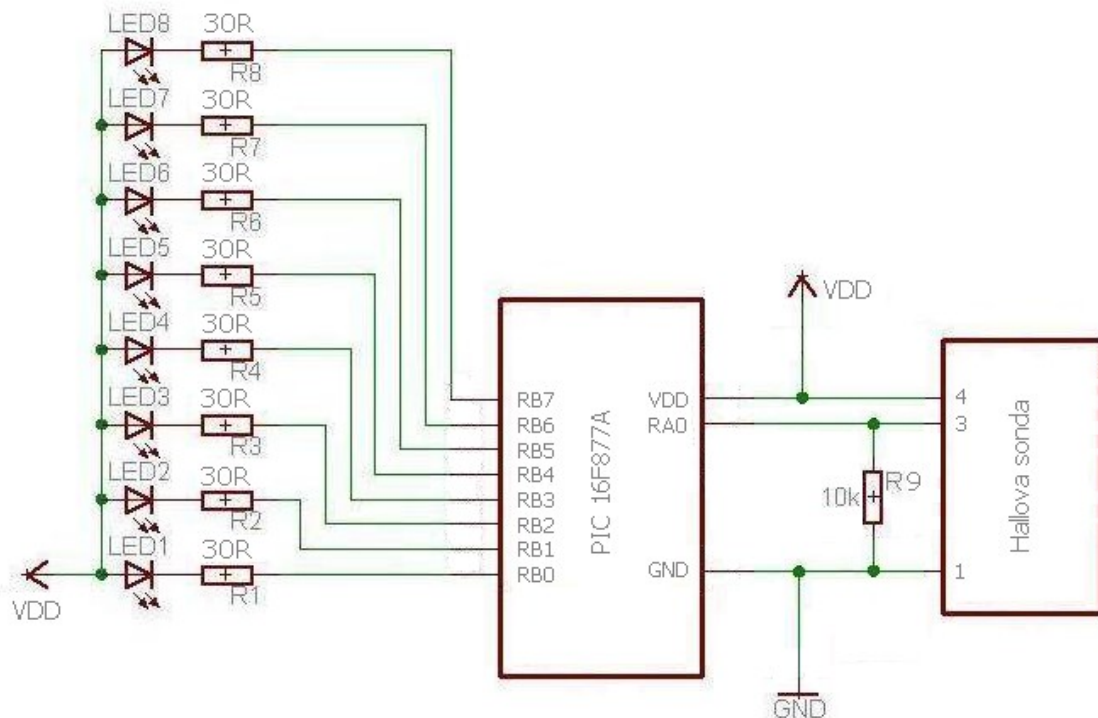 LED8 30R
R8
LED7 30R
R7
LED6 30R
R6
LED5 30R
R5
LED4 30R
R4
LED3 30R
R3
LED2 30R
R2
LED1 30R
R1
VDD
RB7
RB6
RB5
RB4
RB3
RB2
RB1
RB0
PIC 16F877A
VDD
RA0
GND
VDD
R9
10k
GND
4
3
1
Hallova sonda